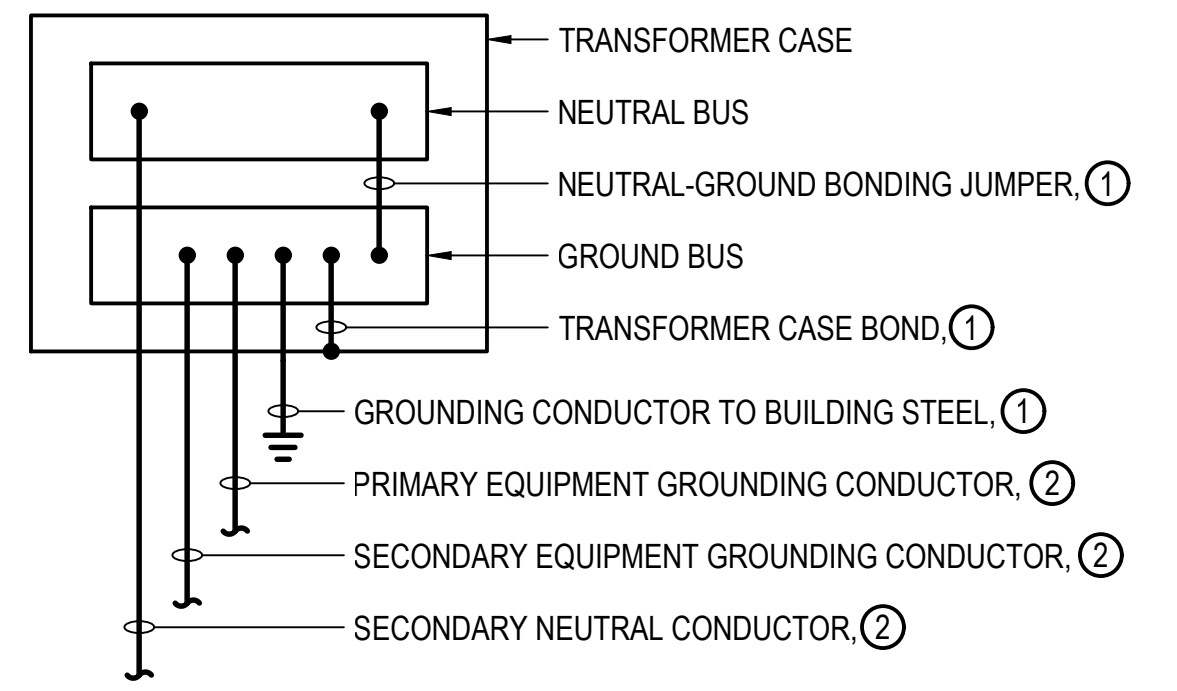 TRANSFORMER CASE
NEUTRAL BUS
NEUTRAL-GROUND BONDING JUMPER, 1
GROUND BUS
TRANSFORMER CASE BOND, 1
GROUNDING CONDUCTOR TO BUILDING STEEL, 1
PRIMARY EQUIPMENT GROUNDING CONDUCTOR, 2
SECONDARY EQUIPMENT GROUNDING CONDUCTOR, 2
SECONDARY NEUTRAL CONDUCTOR, 2